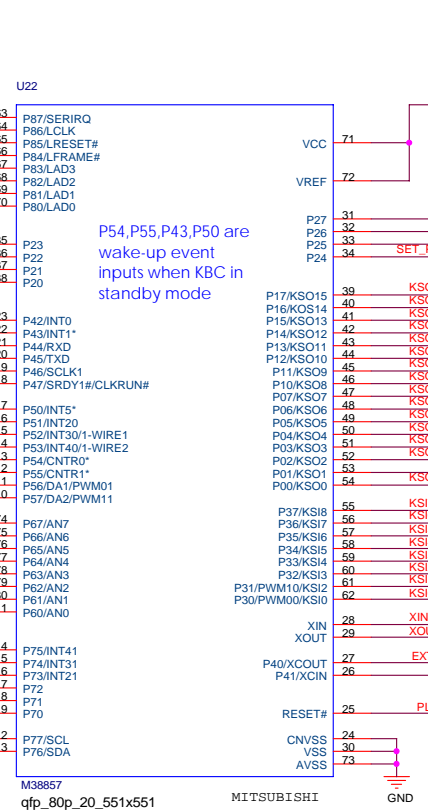 U22
P87/SERIRQ
P86/LCLK
P85/LRESET#
P84/LFRAME#
P83/LAD3
P82/LAD2
P81/LAD1
P80/LAD0
VCC 71
VREF 72
P27 31
P26 32
P25 33
P24 34
P54,P55,P43,P50 are
wake-up event
inputs when KBC in
standby mode
P23
P22
P21
P20
P17/KSO15 39
P16/KOS14 40
P15/KSO13 41
P14/KSO12 42
P13/KSO11 43
P12/KSO10 44
P11/KSO9 45
P10/KSO8 46
P07/KSO7 47
P06/KSO6 48
P05/KSO5 49
P04/KSO4 50
P03/KSO3 51
P02/KSO2 52
P01/KSO1 53
P00/KSO0 54
P42/INT0
P43/INT1*
P44/RXD
P45/TXD
P46/SCLK1
P47/SRDY1#/CLKRUN#
P50/INT5*
P51/INT20
P52/INT30/1-WIRE1
P53/INT40/1-WIRE2
P54/CNTR0*
P55/CNTR1*
P56/DA1/PWM01
P57/DA2/PWM11
P37/KSI8 55
P36/KSI7 56
P35/KSI6 57
P34/KSI5 58
P33/KSI4 59
P32/KSI3 60
P31/PWM10/KSI2 61
P30/PWM00/KSI0 62
P67/AN7
P66/AN6
P65/AN5
P64/AN4
P63/AN3
P62/AN2
P61/AN1
P60/AN0
XIN 28 XIN
XOUT 29
P40/XCOUT 27
P41/XCIN 26
P75/INT41
P74/INT31
P73/INT21
P72
P71
P70
RESET# 25
P77/SCL
P76/SDA
CNVSS 24
VSS 30
AVSS 73
GND
M38857
qfp_80p_20_551x551
MITSUBISHI